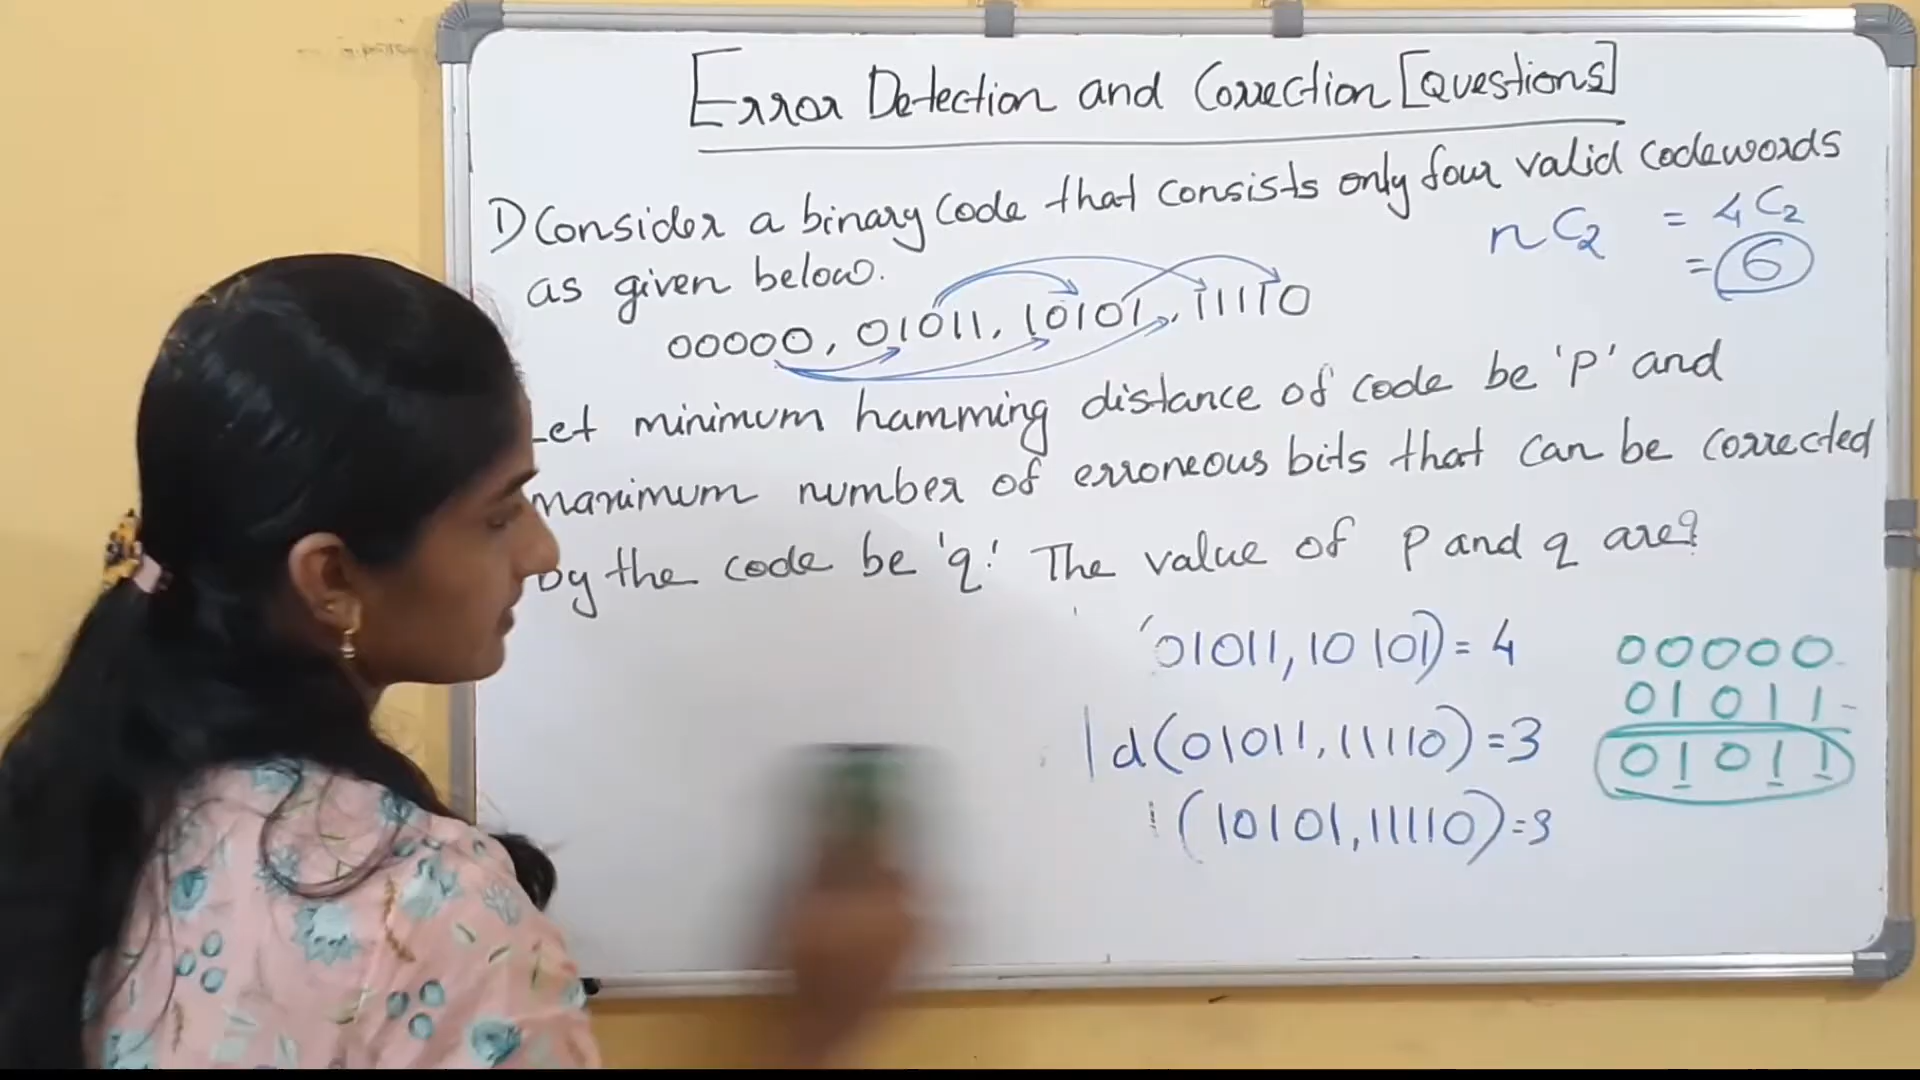 Error Detection and Correction [Questions]
1) Consider a binary code that consists only four valid codewords
as given below.
nC2 = 4C2
= 6
00000, 01011, 10101, 11110
Let minimum hamming distance of code be 'p' and
manimum number of erroneous bits that can be corrected
by the code be 'q'. The value of p and q are?
01011, 10101) = 4
d(01011, 11110) = 3
(10101, 11110) = 3
00000
01011
01011